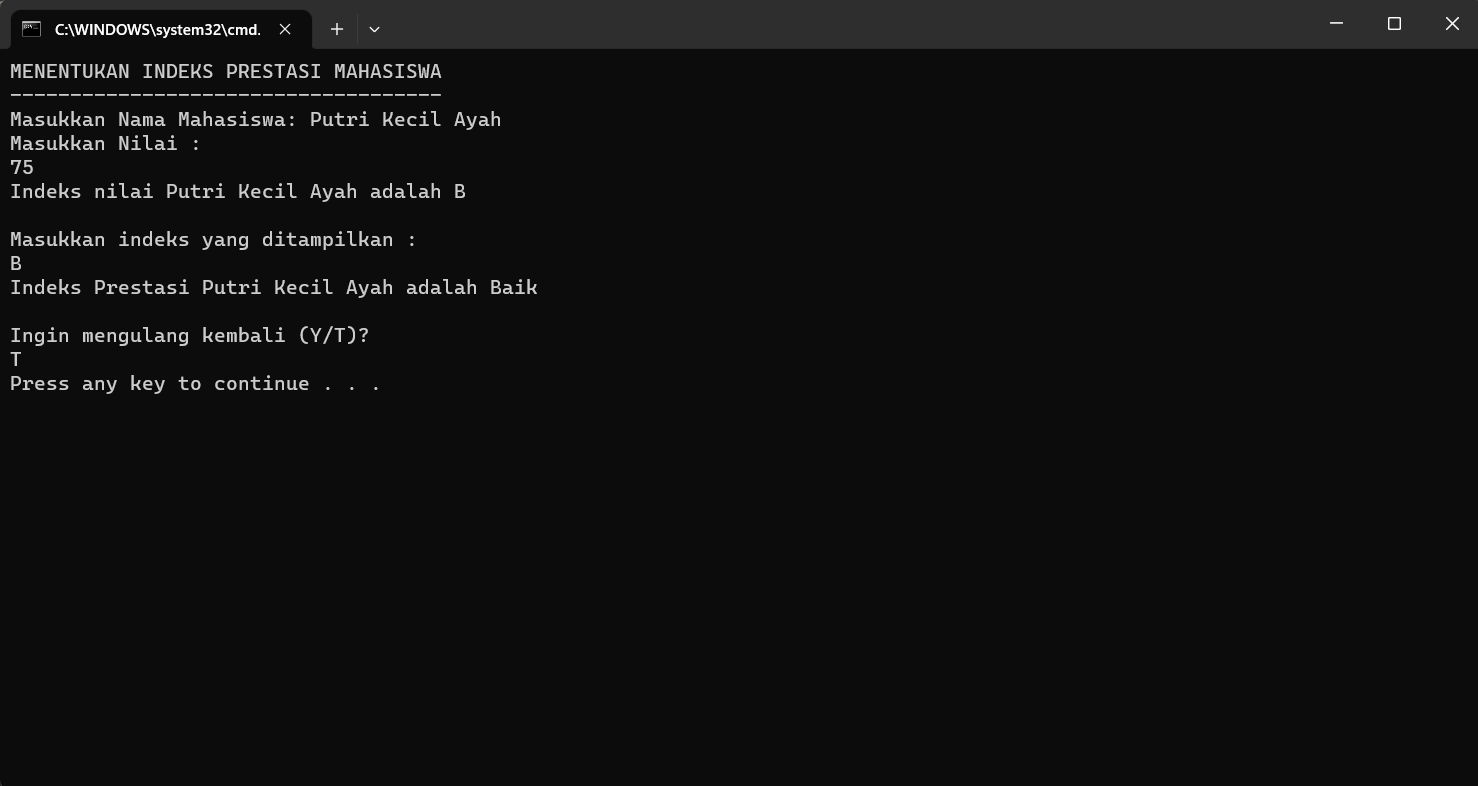 C:\WINDOWS\system32\cmd.
MENENTUKAN INDEKS PRESTASI MAHASISWA
------------------------------------
Masukkan Nama Mahasiswa: Putri Kecil Ayah
Masukkan Nilai :
75
Indeks nilai Putri Kecil Ayah adalah B
Masukkan indeks yang ditampilkan :
B
Indeks Prestasi Putri Kecil Ayah adalah Baik
Ingin mengulang kembali (Y/T)?
T
Press any key to continue . . .